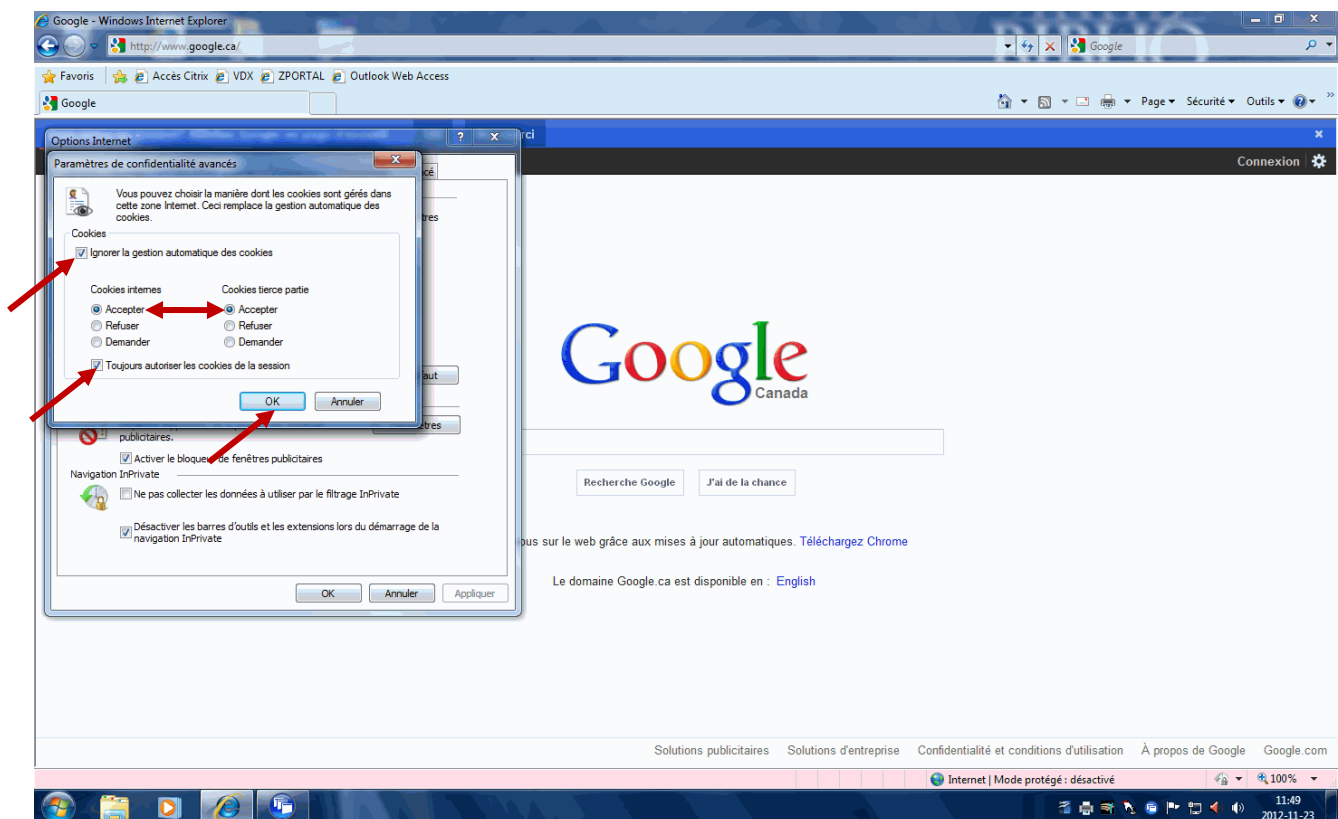 Google - Windows Internet Explorer
http://www.google.ca/
Google
Favoris Accès Citrix VDX ZPORTAL Outlook Web Access
Google
Page Sécurité Outils
Options Internet
rci
Connexion
Paramètres de confidentialité avancés
cé
Vous pouvez choisir la manière dont les cookies sont gérés dans
cette zone Internet. Ceci remplace la gestion automatique des
cookies.
tres
Cookies
Ignorer la gestion automatique des cookies
Cookies internes Cookies tierce partie
Accepter Accepter
Refuser Refuser
Demander Demander
Toujours autoriser les cookies de la session
aut
OK Annuler
ètres
publicitaires.
Activer le bloqueur de fenêtres publicitaires
Navigation InPrivate
Ne pas collecter les données à utiliser par le filtrage InPrivate
Désactiver les barres d'outils et les extensions lors du démarrage de la
navigation InPrivate
OK Annuler Appliquer
Google
Canada
Recherche Google J'ai de la chance
ous sur le web grâce aux mises à jour automatiques. Téléchargez Chrome
Le domaine Google.ca est disponible en : English
Solutions publicitaires Solutions d'entreprise Confidentialité et conditions d'utilisation À propos de Google Google.com
Internet | Mode protégé : désactivé 100%
11:49
2012-11-23